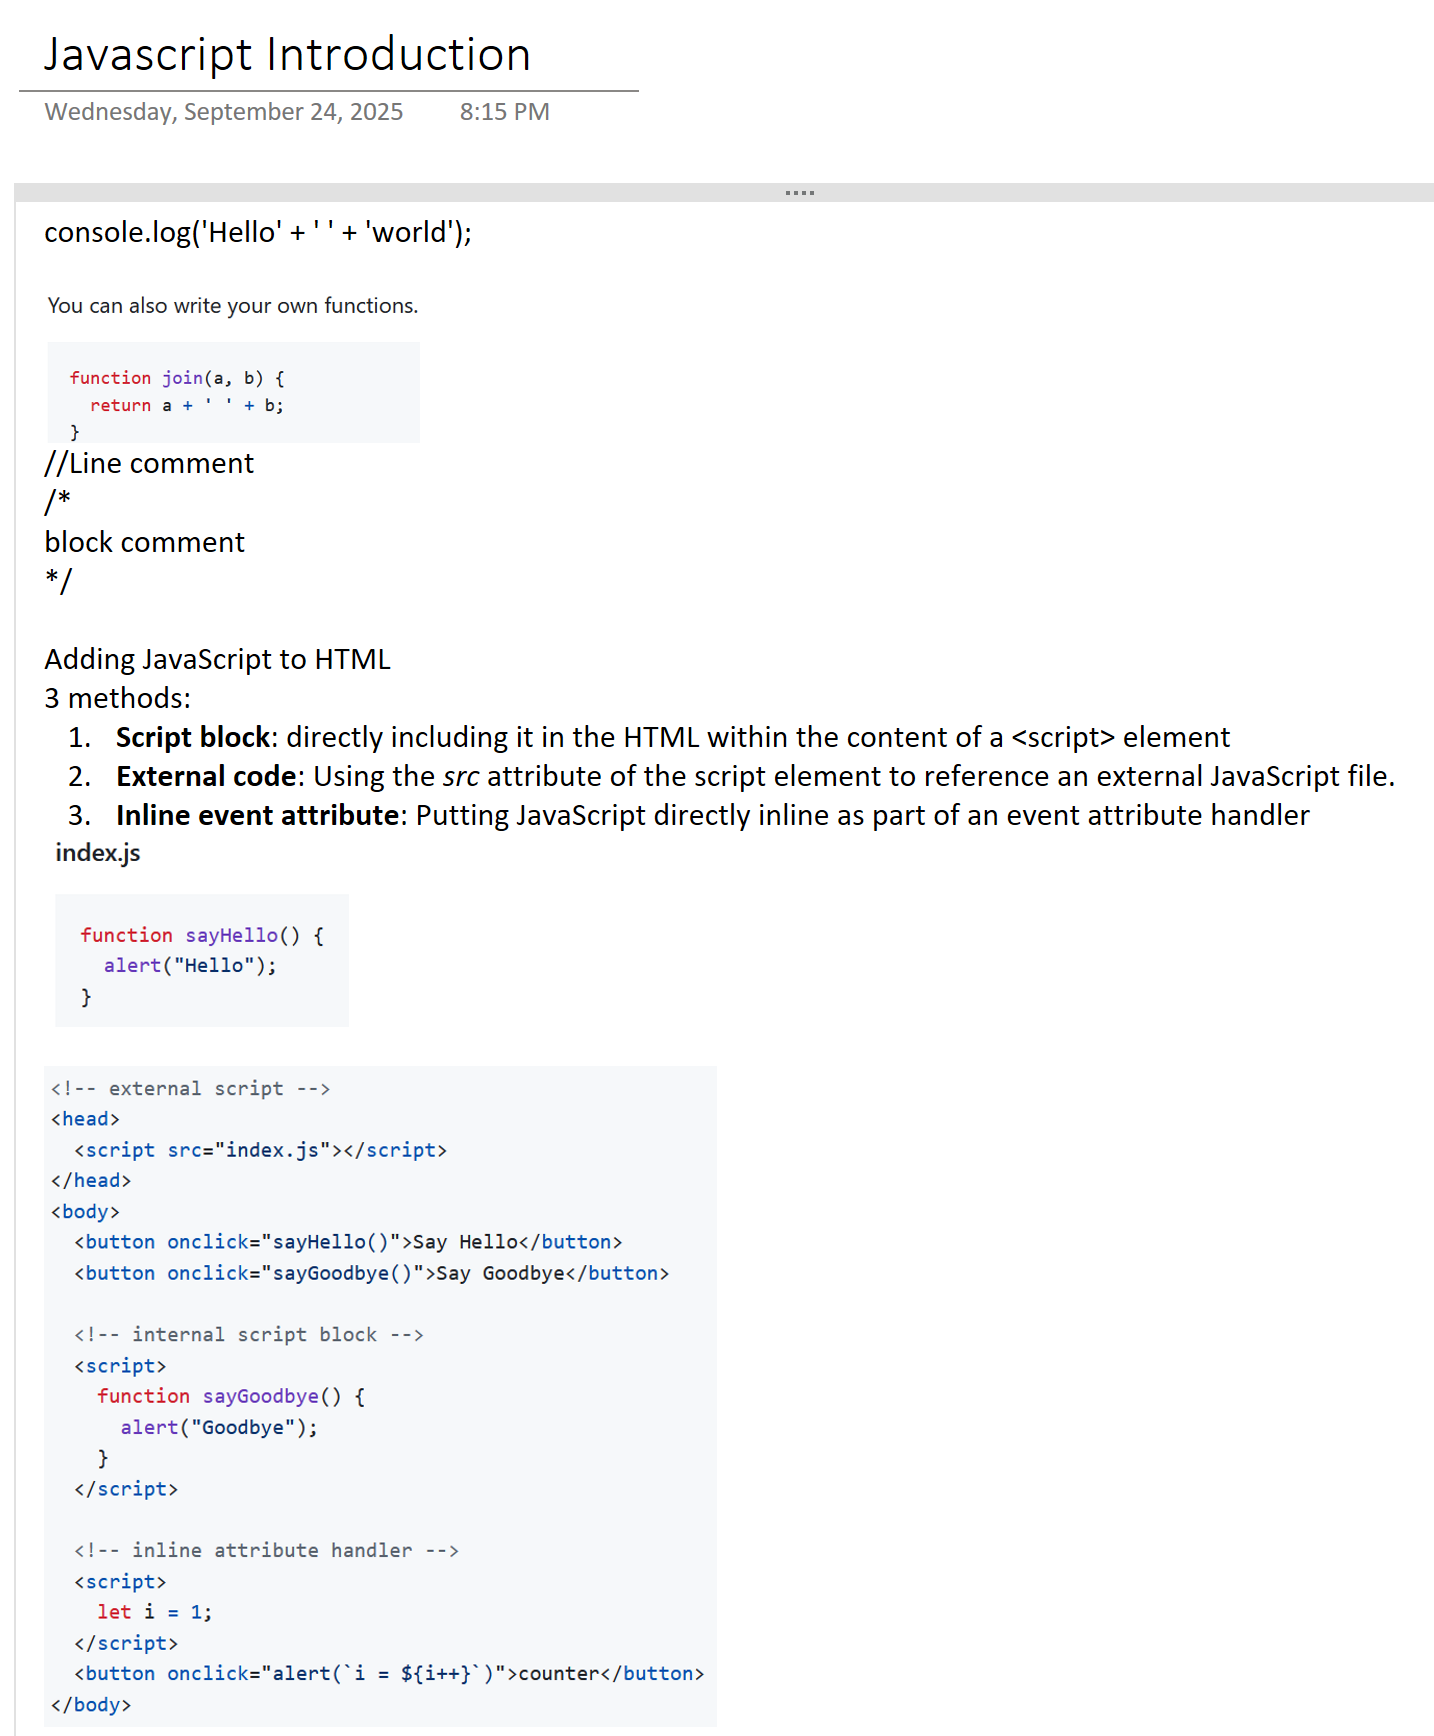 Javascript Introduction
Wednesday, September 24, 2025 8:15 PM
console.log('Hello' + ' ' + 'world');
You can also write your own functions.
function join(a, b) {
  return a + ' ' + b;
}
//Line comment
/*
block comment
*/
Adding JavaScript to HTML
3 methods:
1. Script block: directly including it in the HTML within the content of a <script> element
2. External code: Using the src attribute of the script element to reference an external JavaScript file.
3. Inline event attribute: Putting JavaScript directly inline as part of an event attribute handler
index.js
function sayHello() {
  alert("Hello");
}
<!-- external script -->
<head>
  <script src="index.js"></script>
</head>
<body>
  <button onclick="sayHello()">Say Hello</button>
  <button onclick="sayGoodbye()">Say Goodbye</button>
  <!-- internal script block -->
  <script>
    function sayGoodbye() {
      alert("Goodbye");
    }
  </script>
  <!-- inline attribute handler -->
  <script>
    let i = 1;
  </script>
  <button onclick="alert(`i = ${i++}`)">counter</button>
</body>